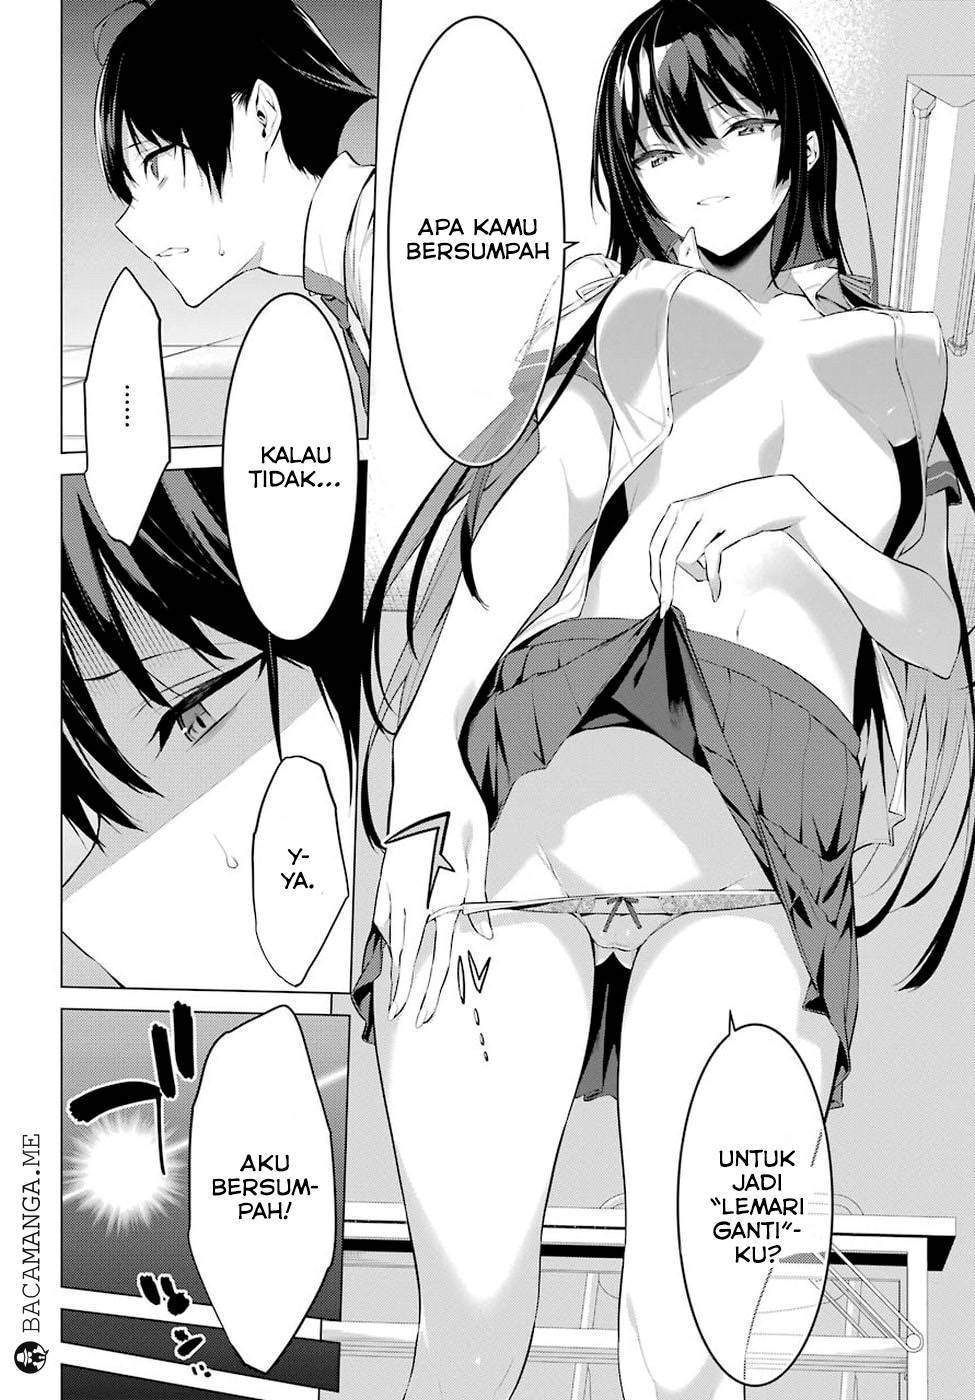 APA KAMU
BERSUMPAH
UNTUK
JADI
“LEMARI
GANTI”-
KU?
KALAU
TIDAK...
........
Y-
YA.
AKU
BERSUM-
PAH!
BACAMANGA.ME